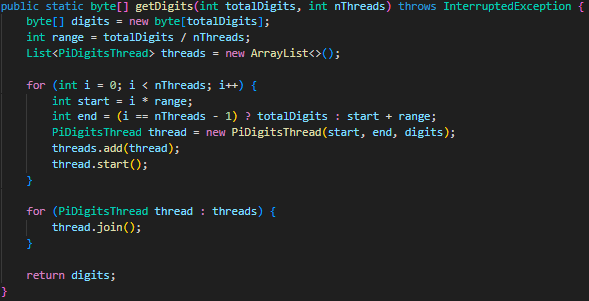 public static byte[] getDigits(int totalDigits, int nThreads) throws InterruptedException {
    byte[] digits = new byte[totalDigits];
    int range = totalDigits / nThreads;
    List<PiDigitsThread> threads = new ArrayList<>();

    for (int i = 0; i < nThreads; i++) {
        int start = i * range;
        int end = (i == nThreads - 1) ? totalDigits : start + range;
        PiDigitsThread thread = new PiDigitsThread(start, end, digits);
        threads.add(thread);
        thread.start();
    }

    for (PiDigitsThread thread : threads) {
        thread.join();
    }

    return digits;
}